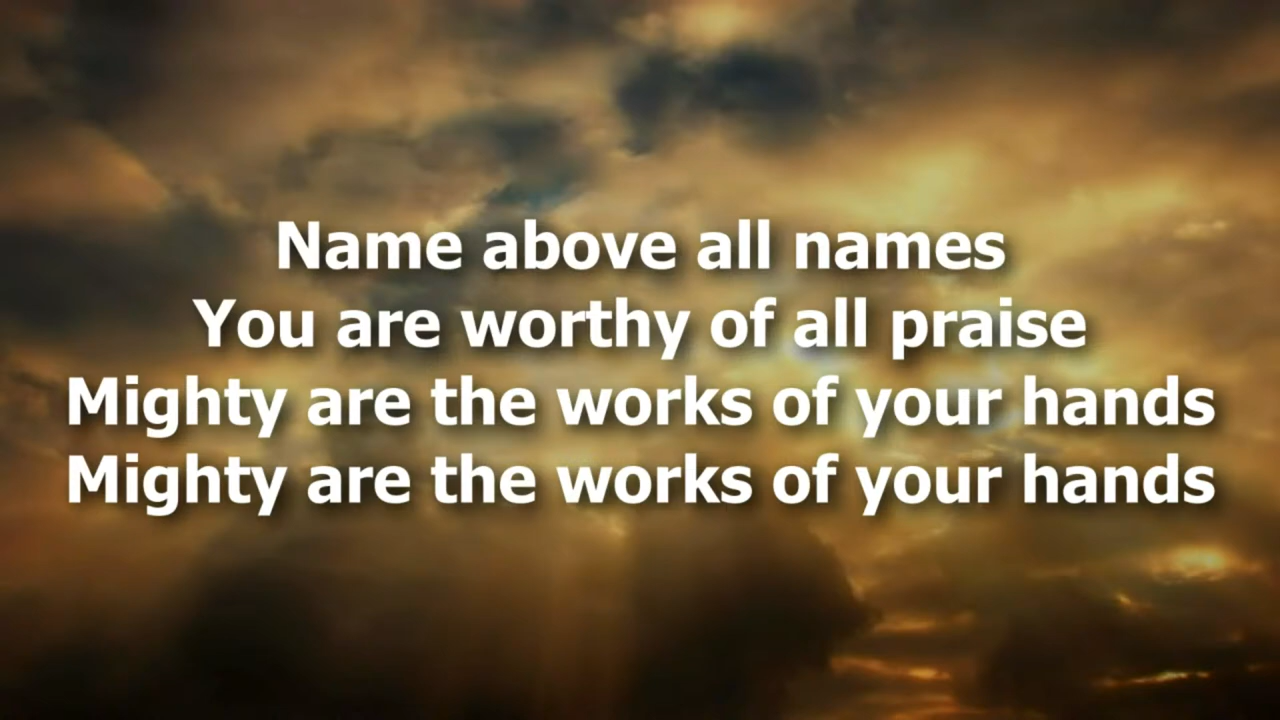 Name above all names
You are worthy of all praise
Mighty are the works of your hands
Mighty are the works of your hands